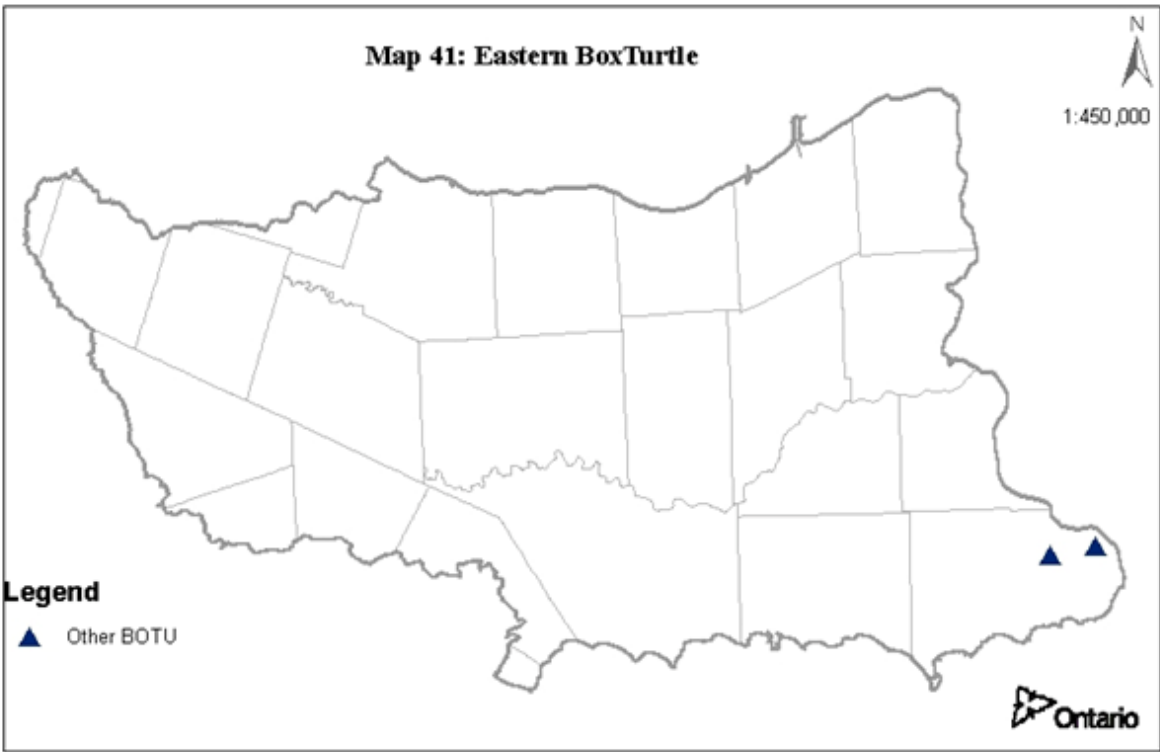 Map 41: Eastern BoxTurtle
N
1:450,000
Legend
Other BOTU
Ontario